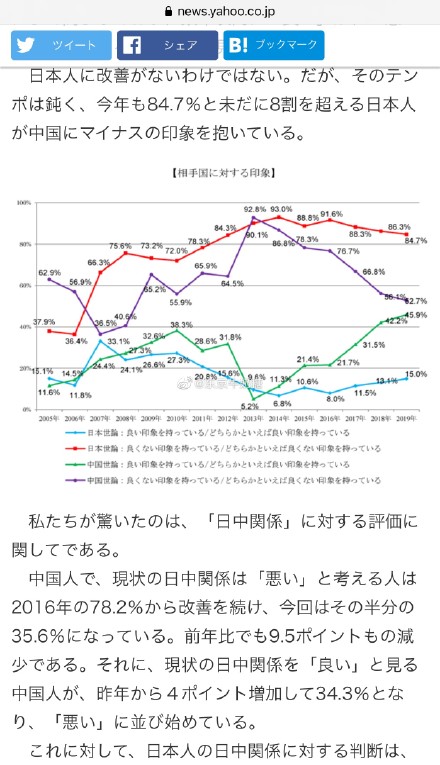 news.yahoo.co.jp
ツイート
シェア
B! ブックマーク
日本人に改善がないわけではない。だが、そのテン
ポは鈍く、今年も84.7％と未だに8割を超える日本人
が中国にマイナスの印象を抱いている。
【相手国に対する印象】
100%
80%
60%
40%
20%
0%
62.9% 56.9% 36.5% 40.6% 65.2% 55.9% 65.9% 64.5% 92.8% 86.8% 78.3% 76.7% 66.8% 56.1% 52.7%
37.9% 36.4% 66.3% 75.6% 73.2% 72.0% 78.3% 84.3% 90.1% 93.0% 88.8% 91.6% 88.3% 86.3% 84.7%
15.1% 14.5% 33.1% 24.1% 26.6% 27.3% 20.8% 15.6% 9.6% 6.8% 10.6% 8.0% 11.5% 13.1% 15.0%
11.6% 11.8% 24.4% 27.3% 32.6% 38.3% 28.6% 31.8% 5.2% 11.3% 21.4% 21.7% 31.5% 42.2% 45.9%
2005年 2006年 2007年 2008年 2009年 2010年 2011年 2012年 2013年 2014年 2015年 2016年 2017年 2018年 2019年
日本世論：良い印象を持っている/どちらかといえば良い印象を持っている
日本世論：良くない印象を持っている/どちらかといえば良くない印象を持っている
中国世論：良い印象を持っている/どちらかといえば良い印象を持っている
中国世論：良くない印象を持っている/どちらかといえば良くない印象を持っている
私たちが驚いたのは、「日中関係」に対する評価に
関してである。
中国人で、現状の日中関係は「悪い」と考える人は
2016年の78.2％から改善を続け、今回はその半分の
35.6％になっている。前年比でも9.5ポイントもの減
少である。それに、現状の日中関係を「良い」と見る
中国人が、昨年から４ポイント増加して34.3％とな
り、「悪い」に並び始めている。
これに対して、日本人の日中関係に対する判断は、